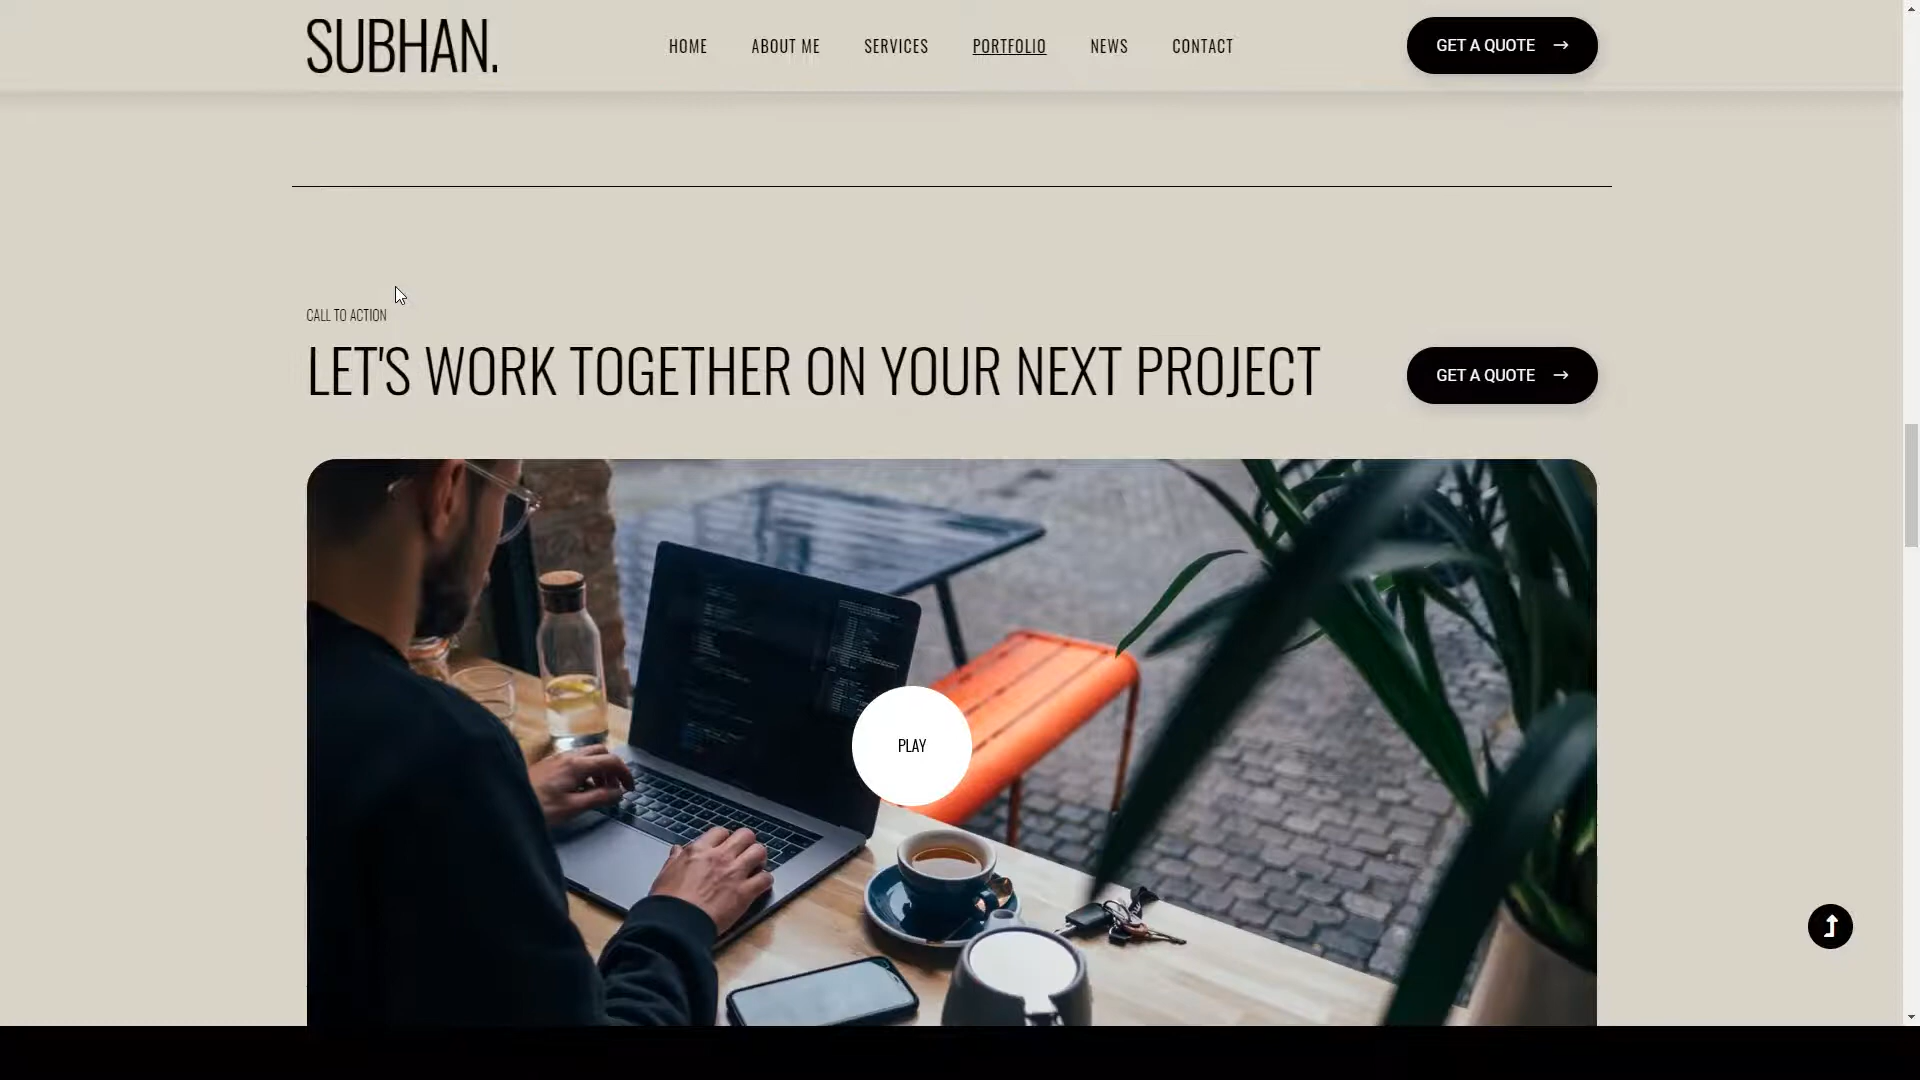 SUBHAN.
HOME ABOUT ME SERVICES PORTFOLIO NEWS CONTACT
GET A QUOTE →
CALL TO ACTION
LET'S WORK TOGETHER ON YOUR NEXT PROJECT
GET A QUOTE →
PLAY